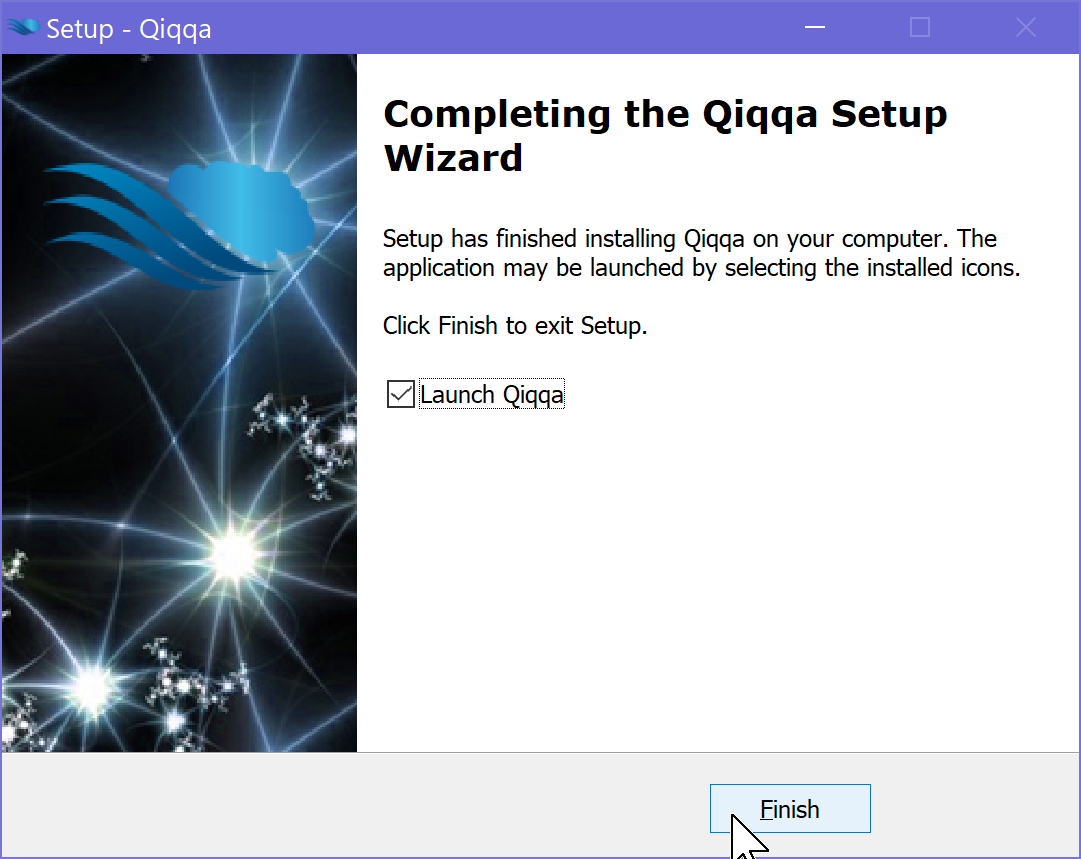 Setup - Qiqqa
Completing the Qiqqa Setup
Wizard
Setup has finished installing Qiqqa on your computer. The
application may be launched by selecting the installed icons.
Click Finish to exit Setup.
Launch Qiqqa
Finish